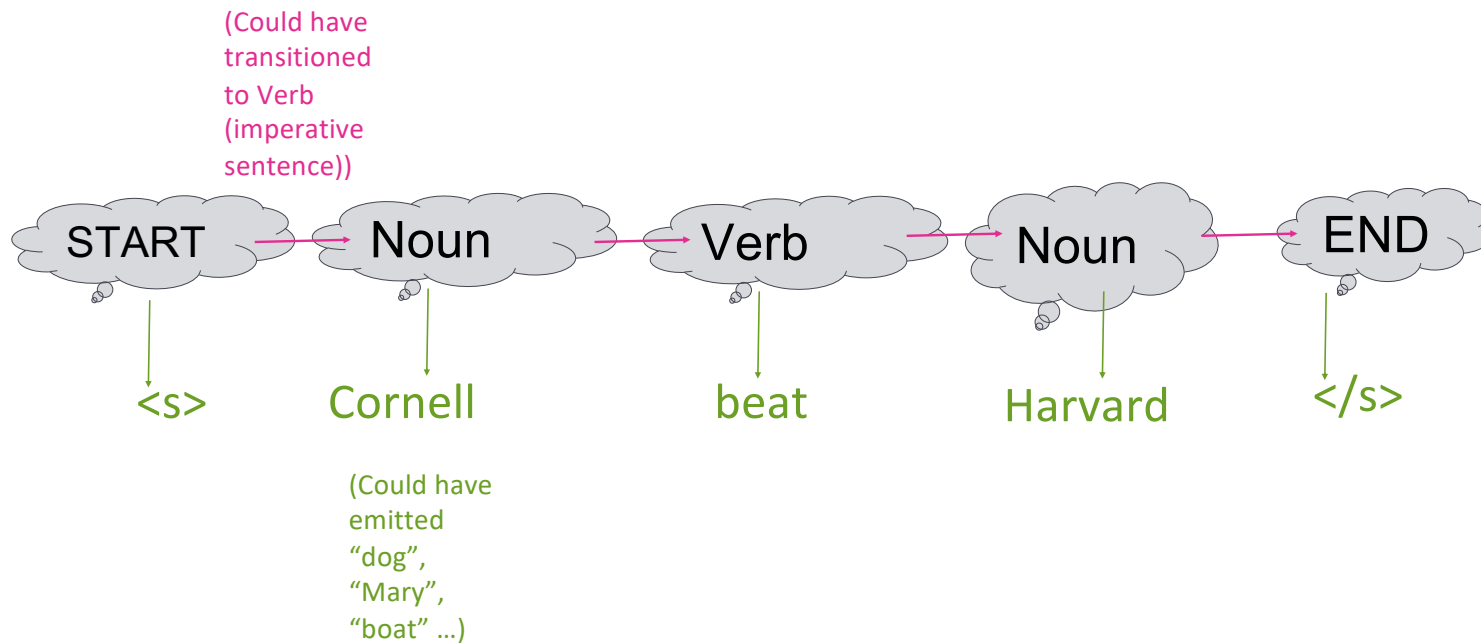 (Could have
transitioned
to Verb
(imperative
sentence))
START
Noun
Verb
Noun
END
<s>
Cornell
beat
Harvard
</s>
(Could have
emitted
“dog”,
“Mary”,
“boat” …)